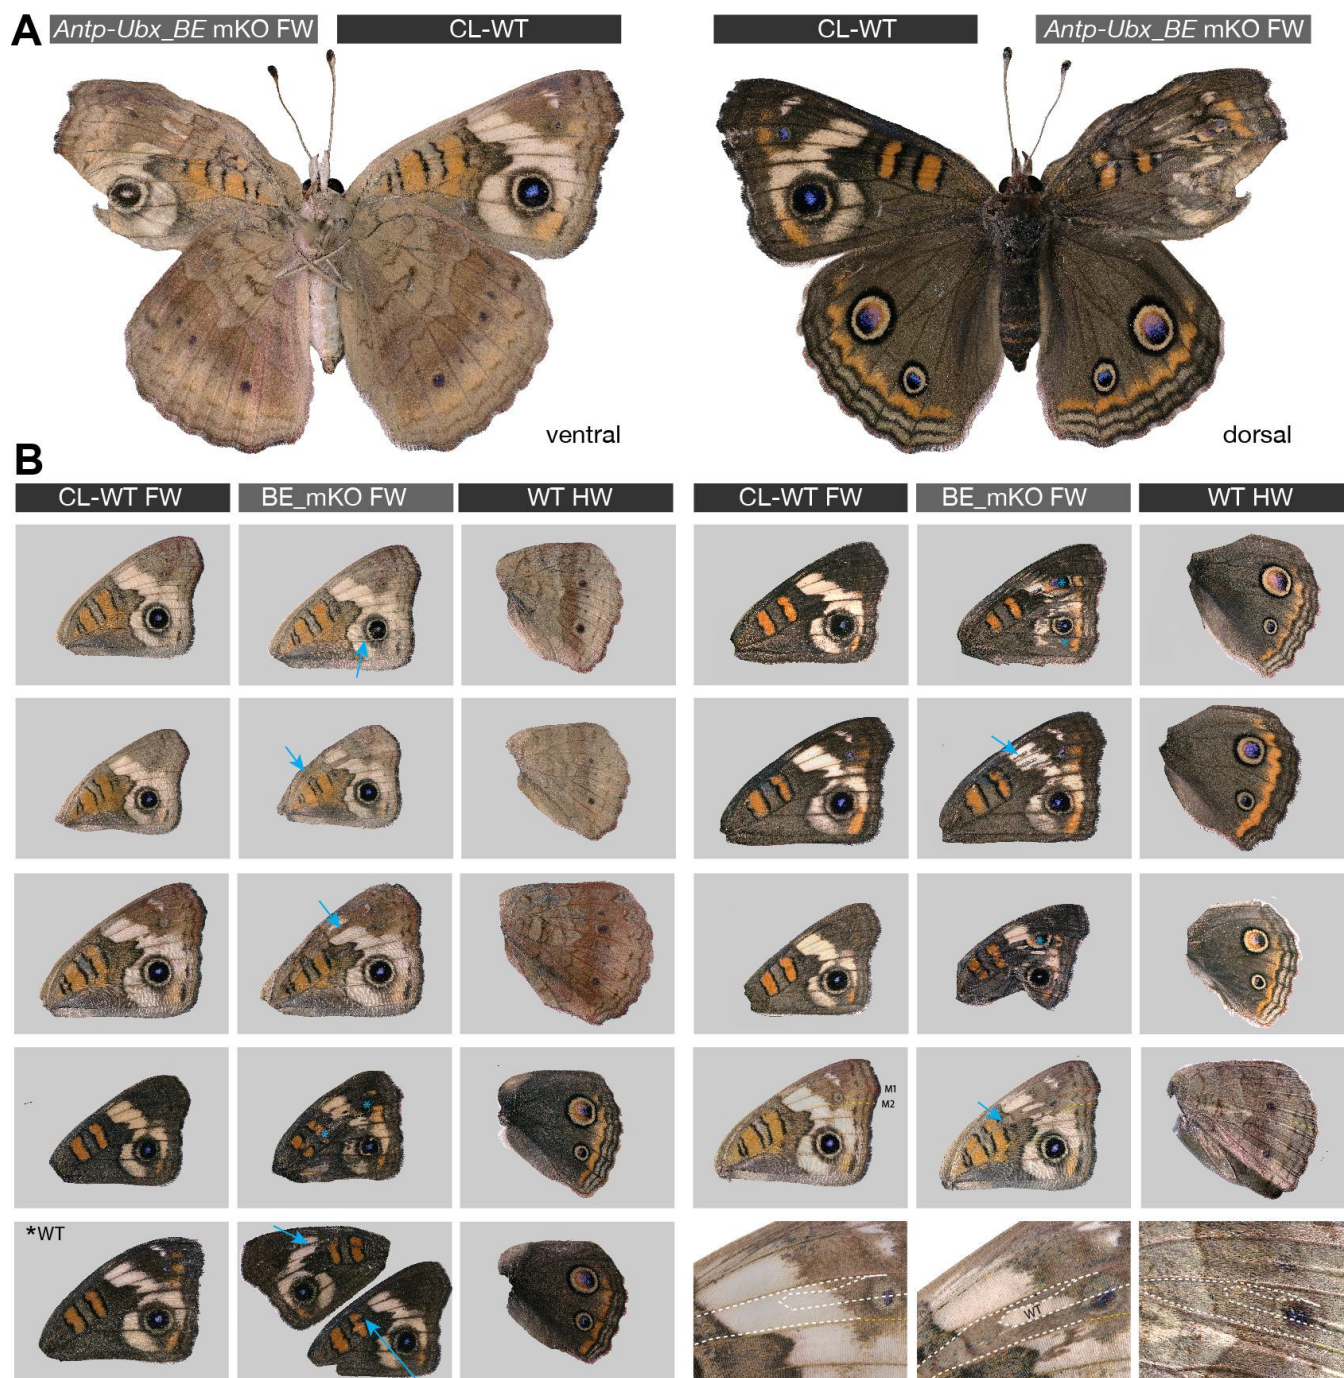 A
Antp-Ubx_BE mKO FW
CL-WT
CL-WT
Antp-Ubx_BE mKO FW
ventral
dorsal
B
CL-WT FW
BE_mKO FW
WT HW
CL-WT FW
BE_mKO FW
WT HW
*
*
*
*
*
M1
M2
*WT
WT